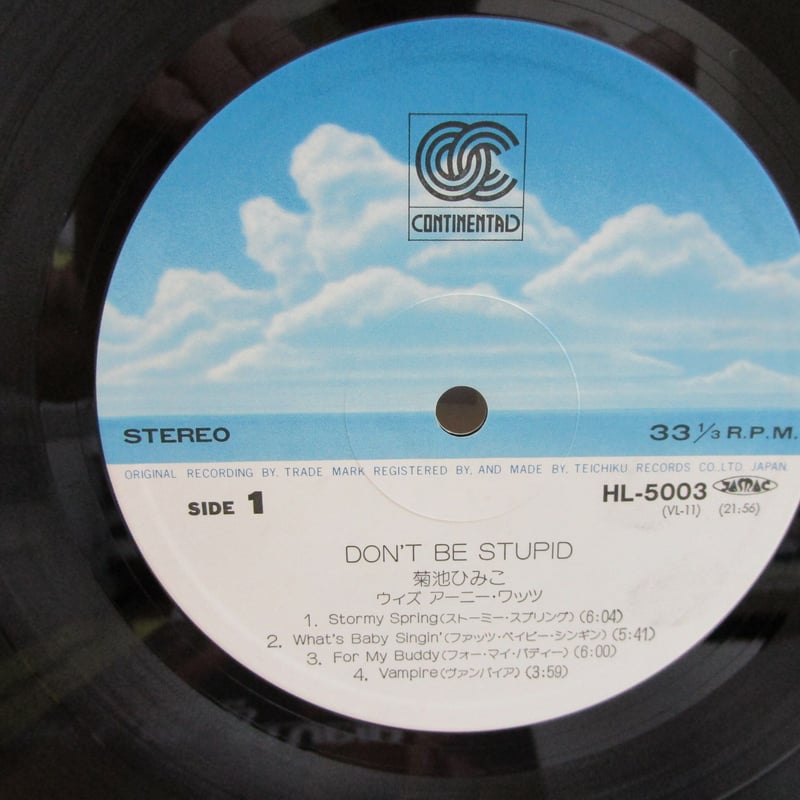 CONTINENTAL
STEREO
33 1/3 R.P.M.
ORIGINAL RECORDING BY, TRADE MARK REGISTERED BY, AND MADE BY, TEICHIKU RECORDS CO.,LTD. JAPAN.
SIDE 1
HL-5003 JASRAC
(VL-11) (21:56)
DON'T BE STUPID
菊池ひみこ
ウィズ アーニー・ワッツ
1. Stormy Spring(ストーミー・スプリング)(6:04)
2. What's Baby Singin'(ファッツ・ベイビー・シンギン)(5:41)
3. For My Buddy(フォー・マイ・バディー)(6:00)
4. Vampire(ヴァンパイア)(3:59)